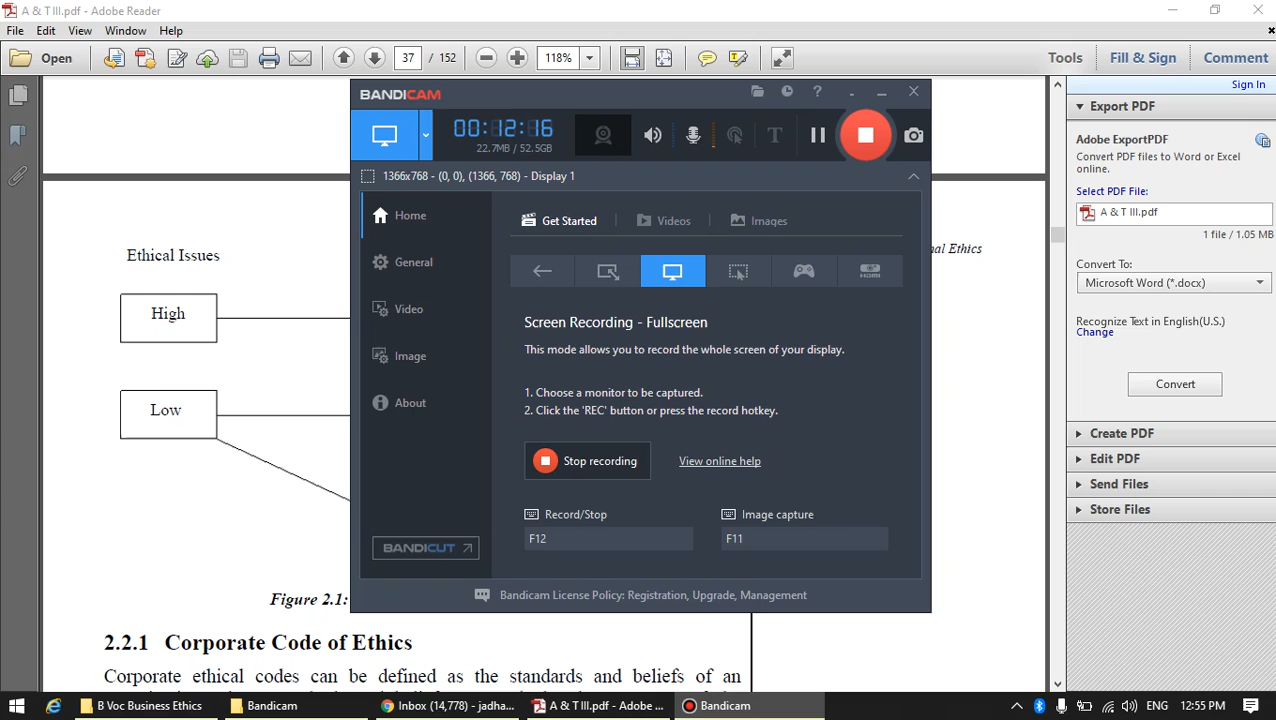 A & T III.pdf - Adobe Reader
File Edit View Window Help
Open 37 / 152 118% Tools Fill & Sign Comment
Sign In
BANDICAM
00:12:16
22.7MB / 52.5GB
1366x768 - (0, 0), (1366, 768) - Display 1
Home
General
Video
Image
About
BANDICUT
Get Started Videos Images
HDMI
Screen Recording - Fullscreen
This mode allows you to record the whole screen of your display.
1. Choose a monitor to be captured.
2. Click the 'REC' button or press the record hotkey.
Stop recording View online help
Record/Stop Image capture
F12 F11
Bandicam License Policy: Registration, Upgrade, Management
Ethical Issues
High
Low
nal Ethics
Figure 2.1:
2.2.1 Corporate Code of Ethics
Corporate ethical codes can be defined as the standards and beliefs of an
Export PDF
Adobe ExportPDF
Convert PDF files to Word or Excel
online.
Select PDF File:
A & T III.pdf
1 file / 1.05 MB
Convert To:
Microsoft Word (*.docx)
Recognize Text in English(U.S.)
Change
Convert
Create PDF
Edit PDF
Send Files
Store Files
B Voc Business Ethics Bandicam Inbox (14,778) - jadha... A & T III.pdf - Adobe ... Bandicam ENG 12:55 PM